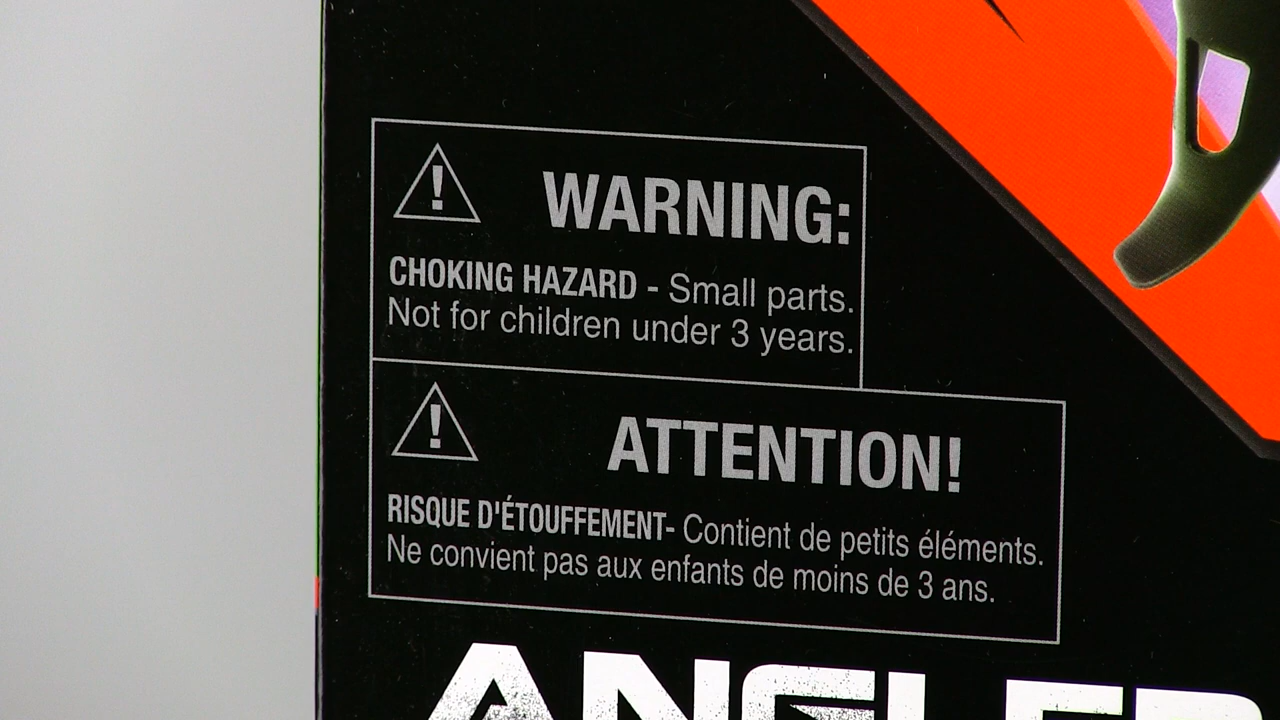 WARNING:
CHOKING HAZARD - Small parts.
Not for children under 3 years.
ATTENTION!
RISQUE D'ÉTOUFFEMENT- Contient de petits éléments.
Ne convient pas aux enfants de moins de 3 ans.
ANGLER